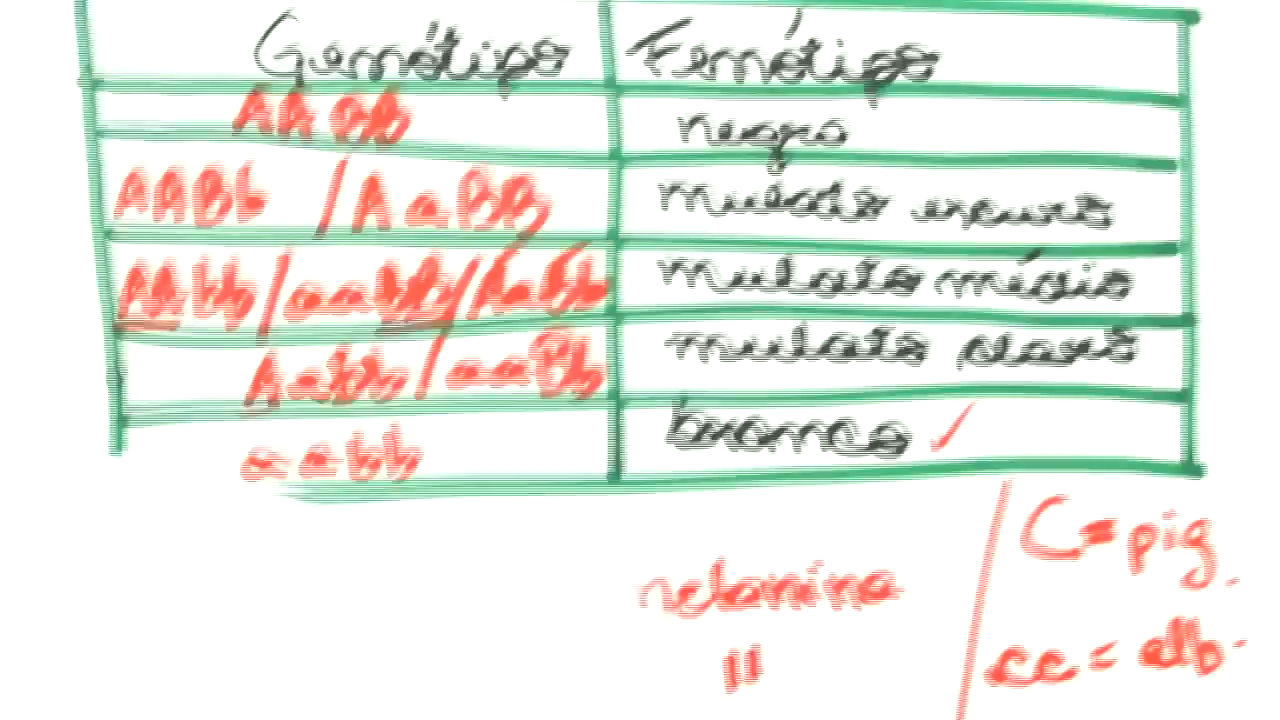 Genótipo Fenótipo
AABB negro
AABb / AaBB mulato escuro
AAbb / aaBB / AaBb mulato médio
Aabb / aaBb mulato claro
aabb branco ✓
C = pig.
melanina
" cc = alb.